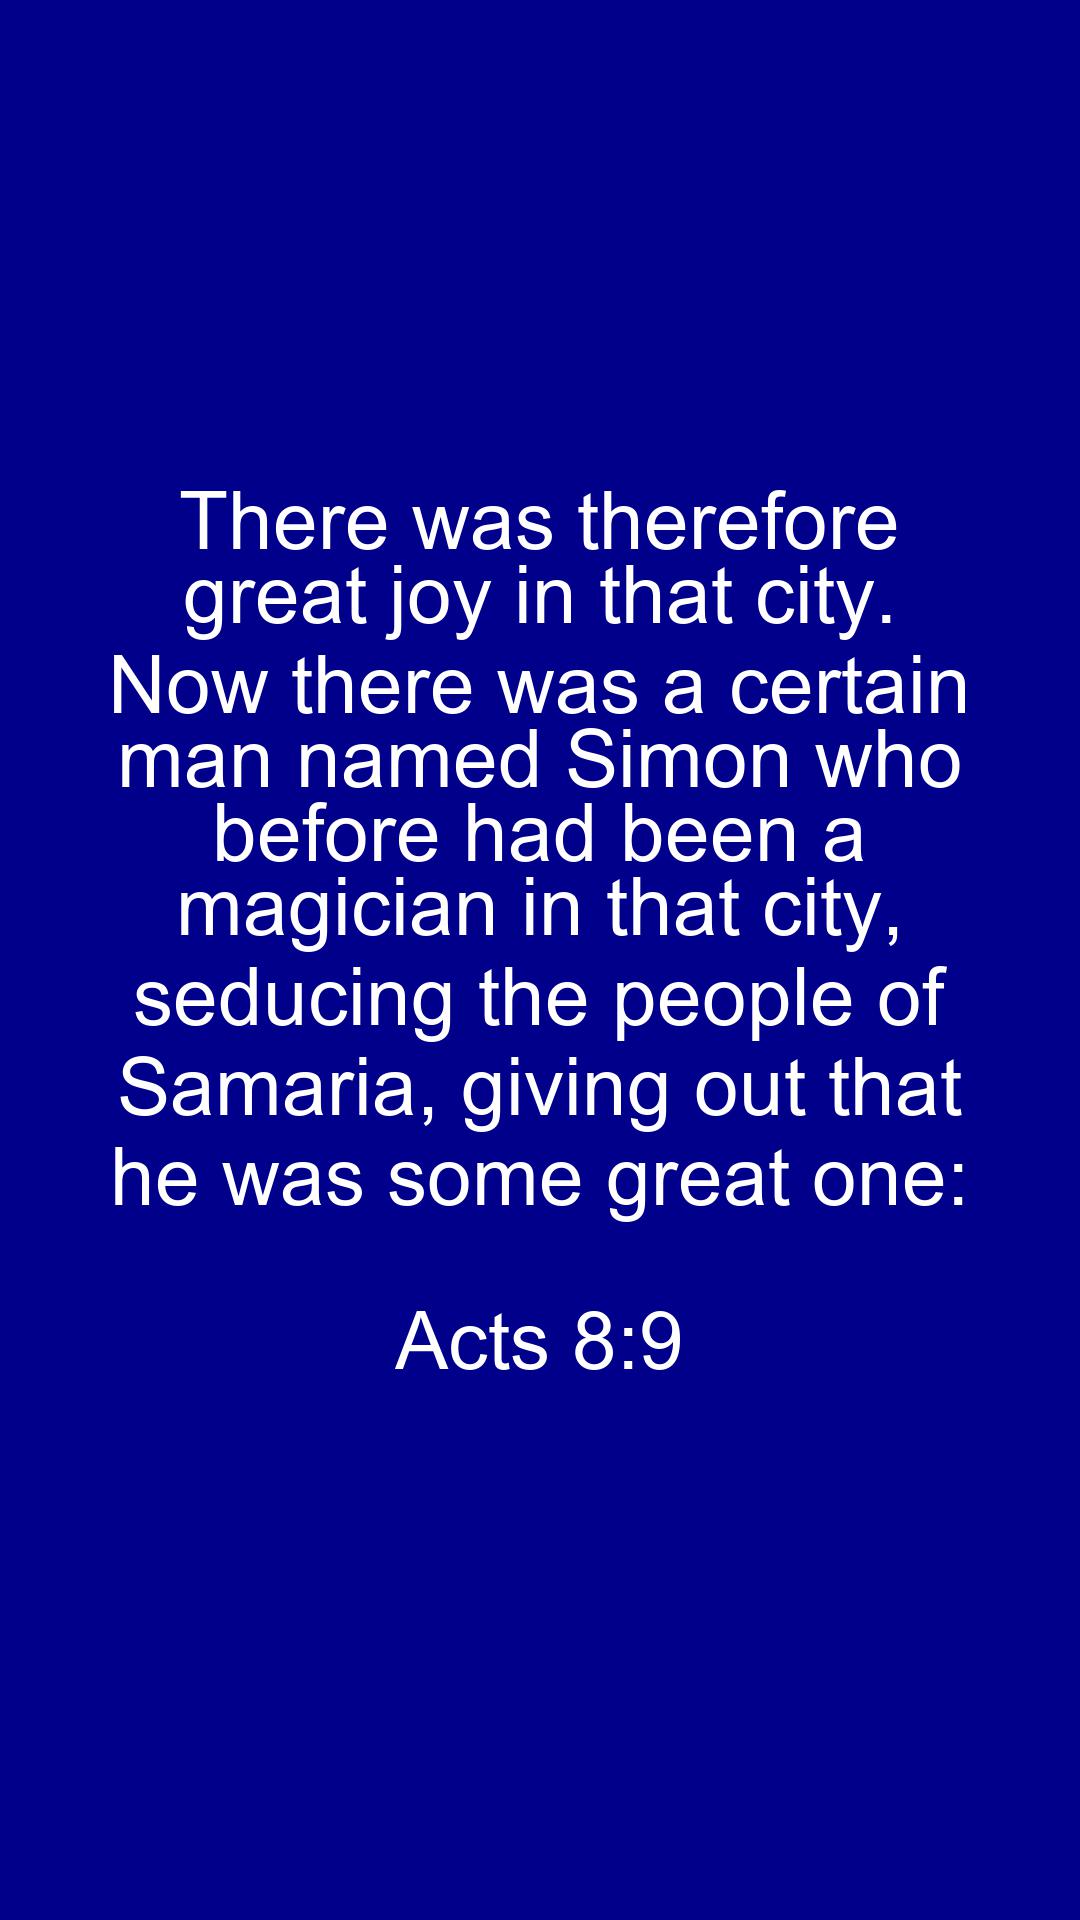 There was therefore
great joy in that city.
Now there was a certain
man named Simon who
before had been a
magician in that city,
seducing the people of
Samaria, giving out that
he was some great one:
Acts 8:9